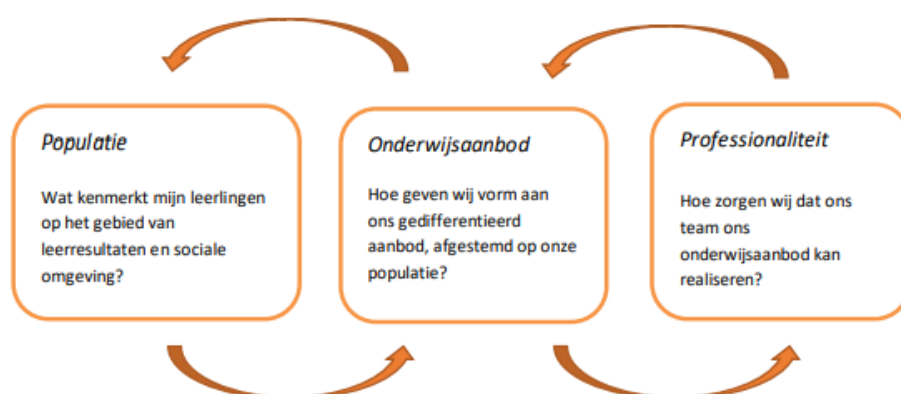 Populatie
Wat kenmerkt mijn leerlingen
op het gebied van
leerresultaten en sociale
omgeving?
Onderwijsaanbod
Hoe geven wij vorm aan
ons gedifferentieerd
aanbod, afgestemd op onze
populatie?
Professionaliteit
Hoe zorgen wij dat ons
team ons
onderwijsaanbod kan
realiseren?